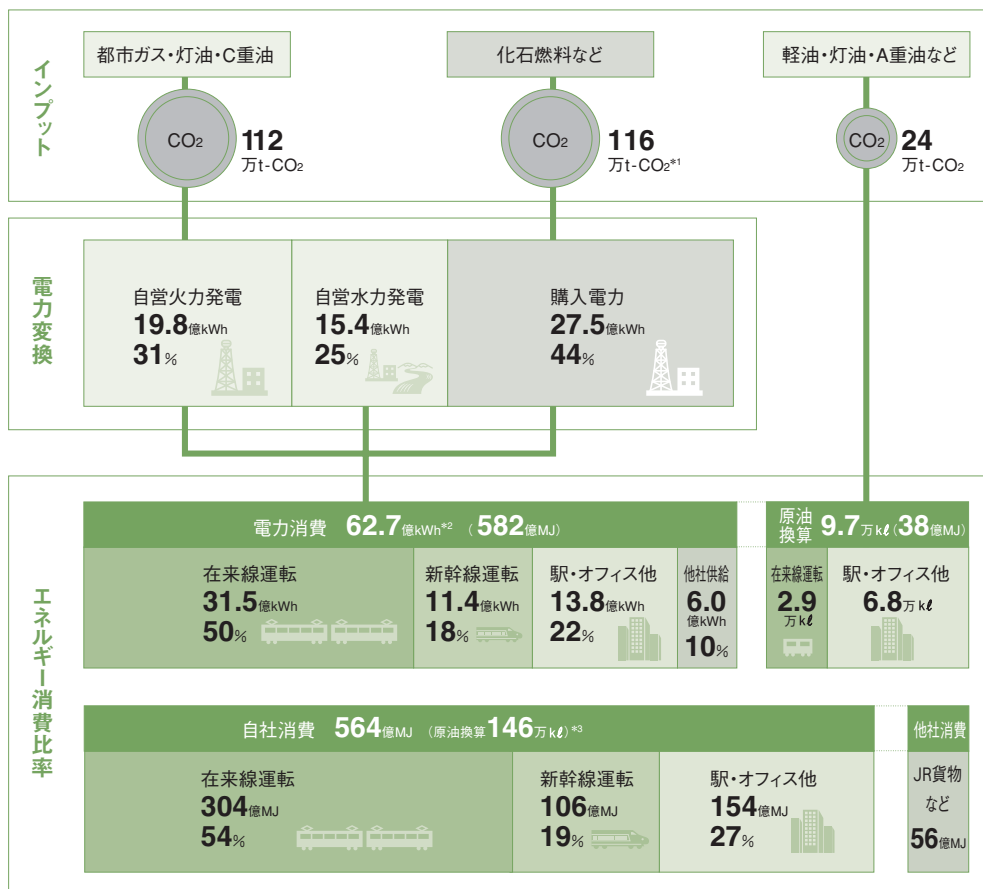 インプット
都市ガス・灯油・C重油
CO2
112
万t-CO2
化石燃料など
CO2
116
万t-CO2*1
軽油・灯油・A重油など
CO2
24
万t-CO2
電力変換
自営火力発電
19.8億kWh
31%
自営水力発電
15.4億kWh
25%
購入電力
27.5億kWh
44%
エネルギー消費比率
電力消費 62.7億kWh*2 (582億MJ)
在来線運転
31.5億kWh
50%
新幹線運転
11.4億kWh
18%
駅・オフィス他
13.8億kWh
22%
他社供給
6.0
億kWh
10%
原油
換算
9.7万kℓ(38億MJ)
在来線運転
2.9
万kℓ
駅・オフィス他
6.8万kℓ
自社消費 564億MJ (原油換算146万kℓ)*3
在来線運転
304億MJ
54%
新幹線運転
106億MJ
19%
駅・オフィス他
154億MJ
27%
他社消費
JR貨物
など
56億MJ